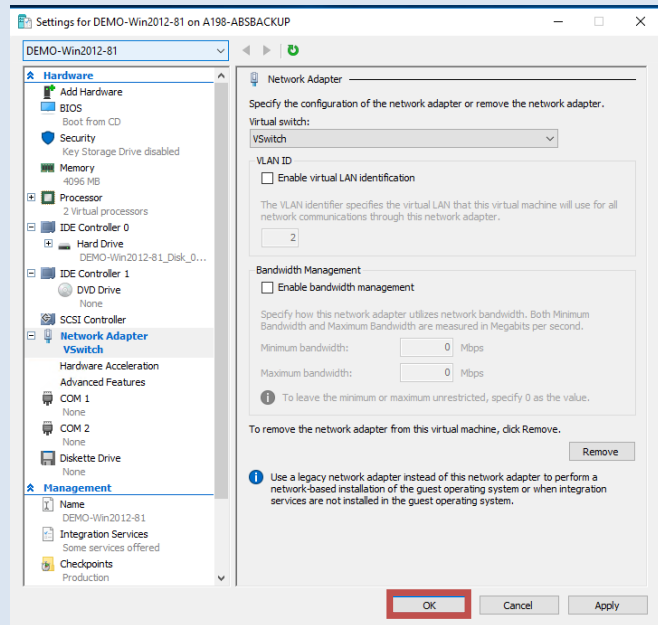 Settings for DEMO-Win2012-81 on A198-ABSBACKUP
DEMO-Win2012-81
Hardware
Add Hardware
BIOS
Boot from CD
Security
Key Storage Drive disabled
Memory
4096 MB
Processor
2 Virtual processors
IDE Controller 0
Hard Drive
DEMO-Win2012-81_Disk_0...
IDE Controller 1
DVD Drive
None
SCSI Controller
Network Adapter
VSwitch
Hardware Acceleration
Advanced Features
COM 1
None
COM 2
None
Diskette Drive
None
Management
Name
DEMO-Win2012-81
Integration Services
Some services offered
Checkpoints
Production
Network Adapter
Specify the configuration of the network adapter or remove the network adapter.
Virtual switch:
VSwitch
VLAN ID
Enable virtual LAN identification
The VLAN identifier specifies the virtual LAN that this virtual machine will use for all
network communications through this network adapter.
2
Bandwidth Management
Enable bandwidth management
Specify how this network adapter utilizes network bandwidth. Both Minimum
Bandwidth and Maximum Bandwidth are measured in Megabits per second.
Minimum bandwidth: 0 Mbps
Maximum bandwidth: 0 Mbps
To leave the minimum or maximum unrestricted, specify 0 as the value.
To remove the network adapter from this virtual machine, click Remove.
Remove
Use a legacy network adapter instead of this network adapter to perform a
network-based installation of the guest operating system or when integration
services are not installed in the guest operating system.
OK Cancel Apply